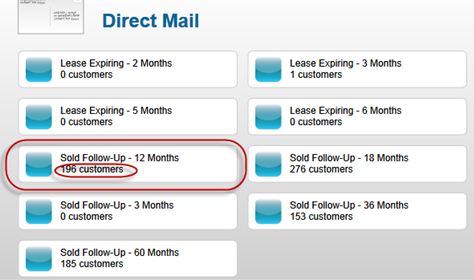 Direct Mail
Lease Expiring - 2 Months
0 customers
Lease Expiring - 3 Months
1 customers
Lease Expiring - 5 Months
0 customers
Lease Expiring - 6 Months
0 customers
Sold Follow-Up - 12 Months
196 customers
Sold Follow-Up - 18 Months
276 customers
Sold Follow-Up - 3 Months
0 customers
Sold Follow-Up - 36 Months
153 customers
Sold Follow-Up - 60 Months
185 customers